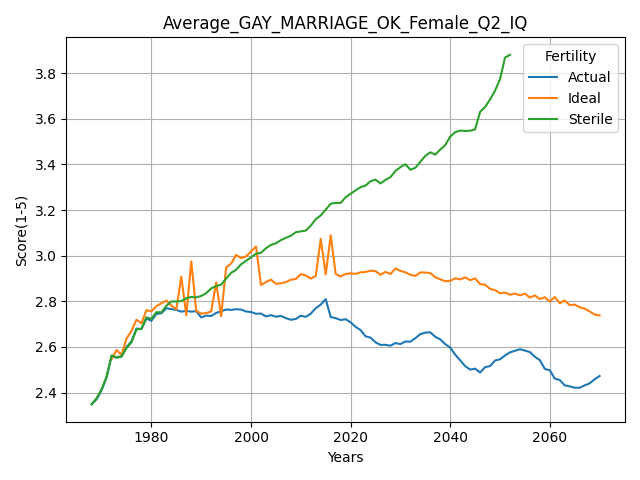 Average_GAY_MARRIAGE_OK_Female_Q2_IQ
Fertility
Actual
Ideal
Sterile
Score(1-5)
3.8
3.6
3.4
3.2
3.0
2.8
2.6
2.4
1980
2000
2020
2040
2060
Years